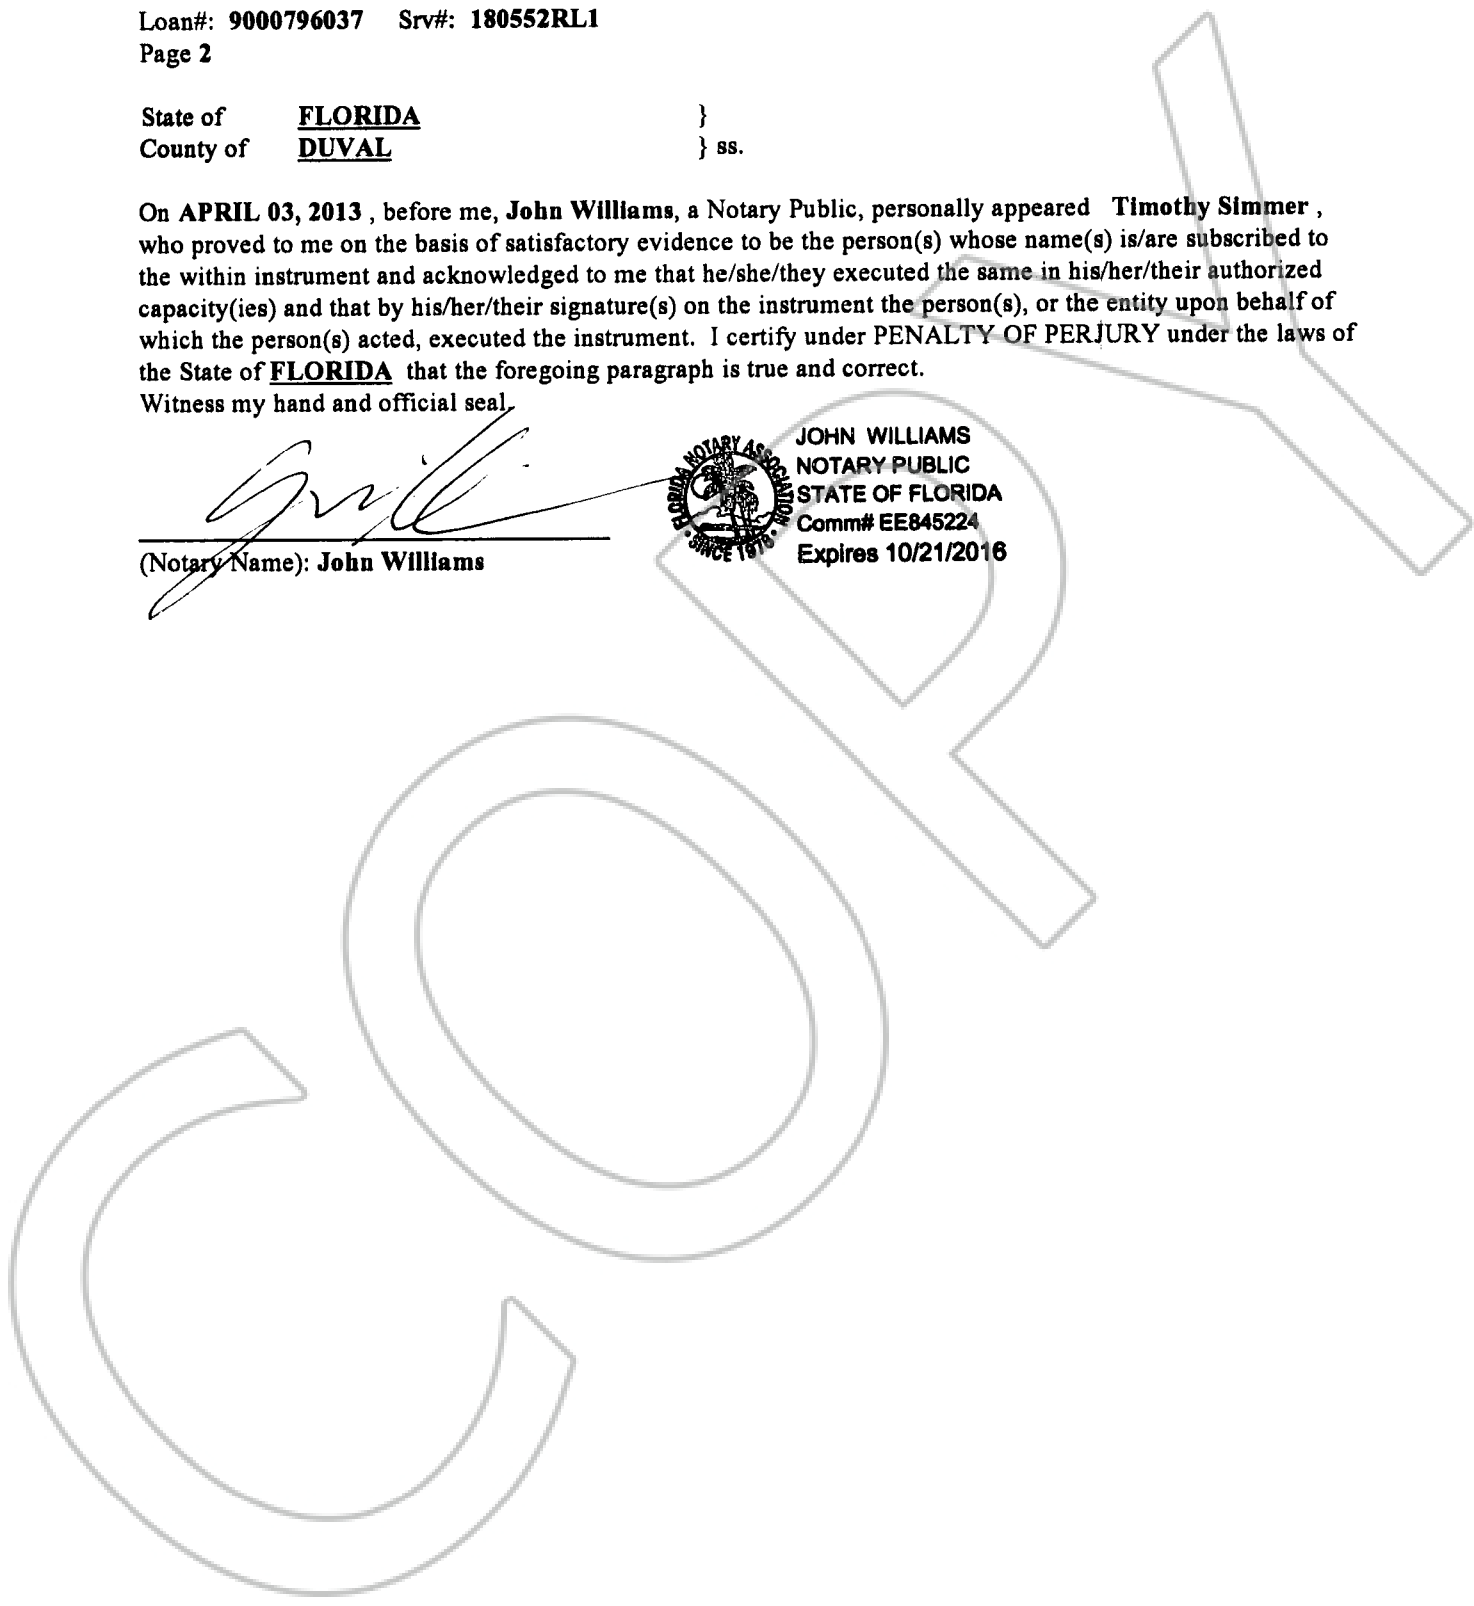 Loan#: 9000796037 Srv#: 180552RL1
Page 2
State of FLORIDA }
County of DUVAL } ss.
On APRIL 03, 2013 , before me, John Williams, a Notary Public, personally appeared Timothy Simmer ,
who proved to me on the basis of satisfactory evidence to be the person(s) whose name(s) is/are subscribed to
the within instrument and acknowledged to me that he/she/they executed the same in his/her/their authorized
capacity(ies) and that by his/her/their signature(s) on the instrument the person(s), or the entity upon behalf of
which the person(s) acted, executed the instrument. I certify under PENALTY OF PERJURY under the laws of
the State of FLORIDA that the foregoing paragraph is true and correct.
Witness my hand and official seal.
(Notary Name): John Williams
FLORIDA NOTARY ASSOCIATION
• SINCE 1978 •
JOHN WILLIAMS
NOTARY PUBLIC
STATE OF FLORIDA
Comm# EE845224
Expires 10/21/2016
COPY